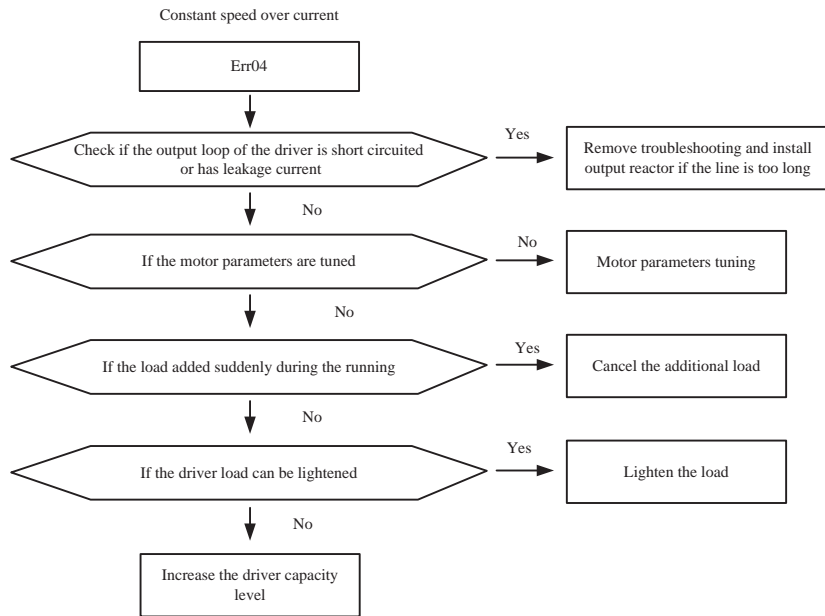 Constant speed over current
Err04
Check if the output loop of the driver is short circuited
or has leakage current
Yes
Remove troubleshooting and install
output reactor if the line is too long
No
If the motor parameters are tuned
No
Motor parameters tuning
No
If the load added suddenly during the running
Yes
Cancel the additional load
No
If the driver load can be lightened
Yes
Lighten the load
No
Increase the driver capacity
level